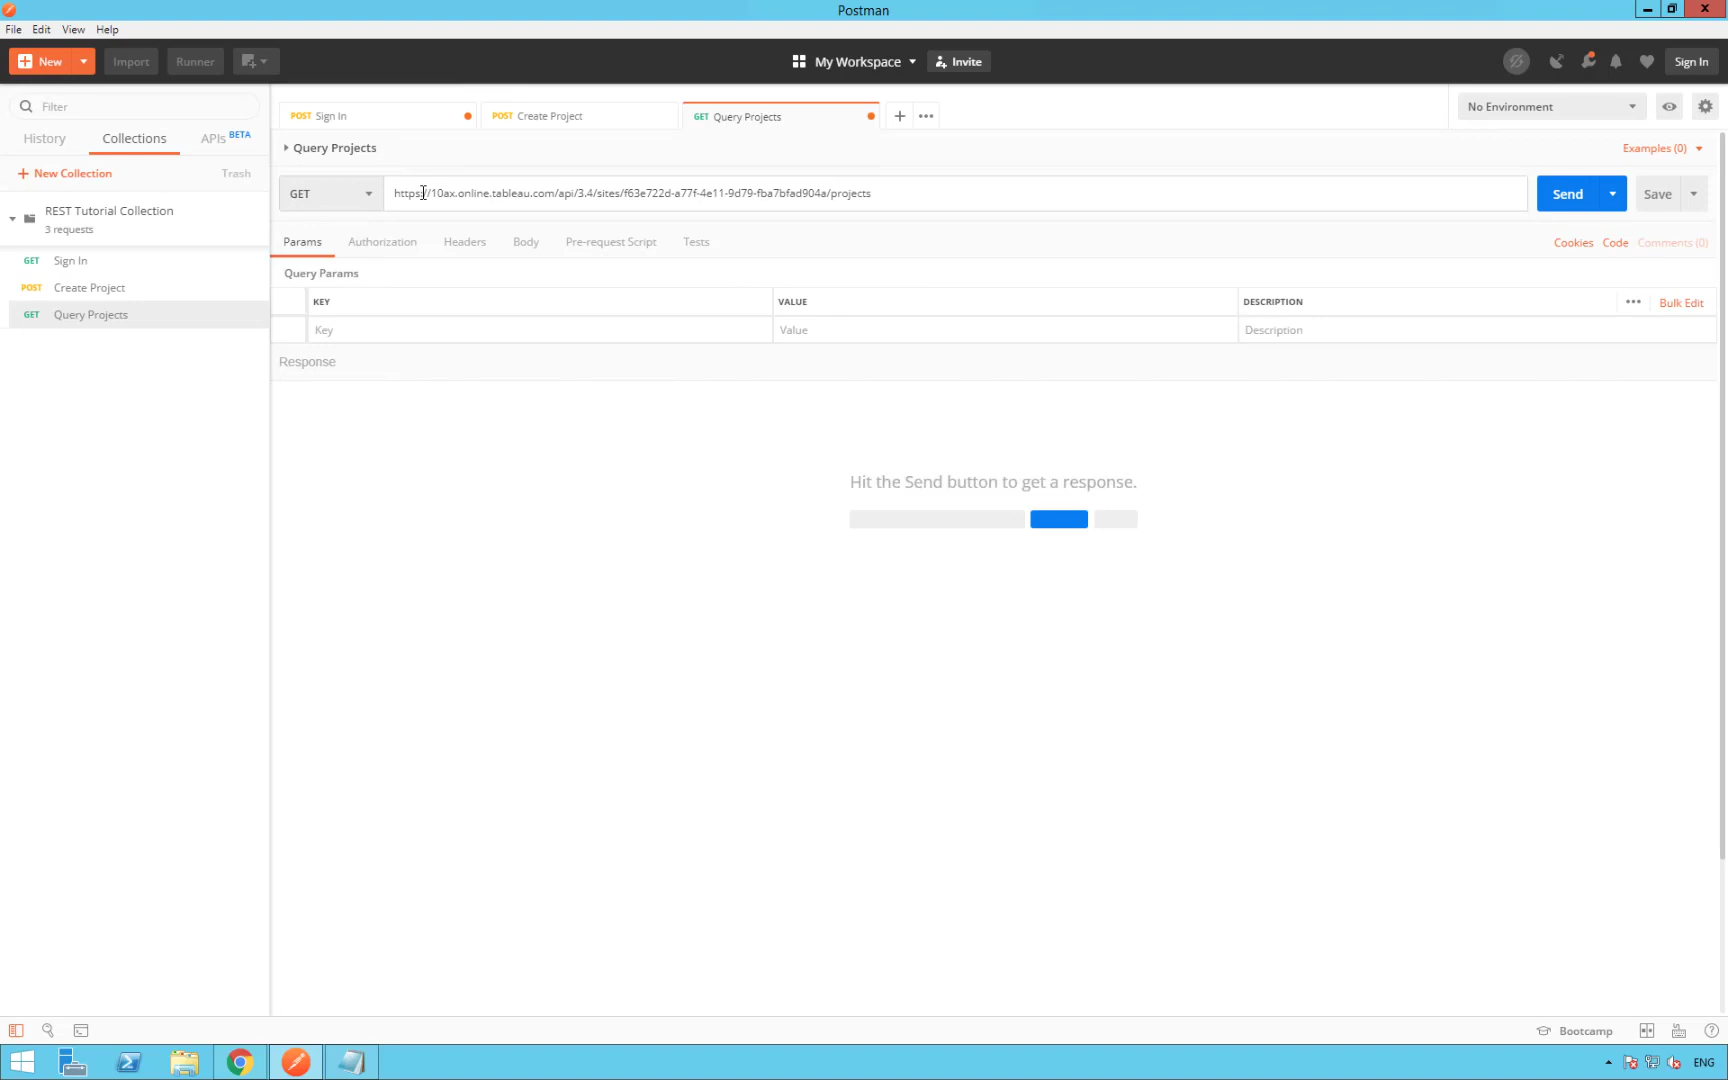 Postman
File Edit View Help
New Import Runner My Workspace Invite Sign In
Filter
History Collections APIs BETA
New Collection Trash
REST Tutorial Collection
3 requests
GET Sign In
POST Create Project
GET Query Projects
POST Sign In POST Create Project GET Query Projects No Environment
Query Projects Examples (0)
GET https://10ax.online.tableau.com/api/3.4/sites/f63e722d-a77f-4e11-9d79-fba7bfad904a/projects Send Save
Params Authorization Headers Body Pre-request Script Tests Cookies Code Comments (0)
Query Params
KEY VALUE DESCRIPTION Bulk Edit
Key Value Description
Response
Hit the Send button to get a response.
Bootcamp
ENG